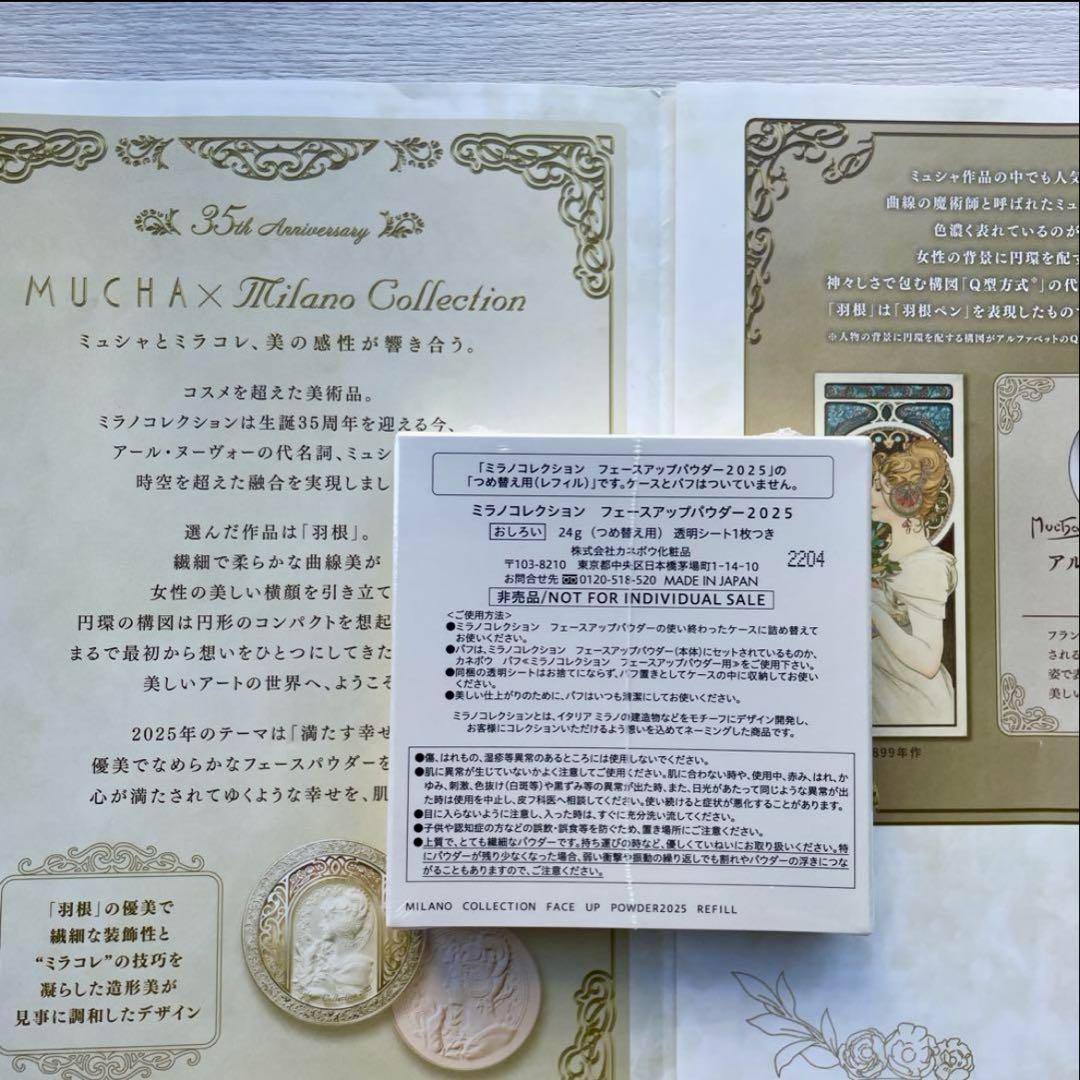 35th Anniversary
MUCHA×Milano Collection
ミュシャとミラコレ、美の感性が響き合う。
コスメを超えた美術品。
ミラノコレクションは生誕35周年を迎える今、
アール・ヌーヴォーの代名詞、ミュシ
時空を超えた融合を実現しまし
選んだ作品は「羽根」。
繊細で柔らかな曲線美が
女性の美しい横顔を引き立て
円環の構図は円形のコンパクトを想起
まるで最初から想いをひとつにしてきた
美しいアートの世界へ、ようこそ
2025年のテーマは「満たす幸せ
優美でなめらかなフェースパウダーを
心が満たされてゆくような幸せを、肌
「羽根」の優美で
繊細な装飾性と
“ミラコレ”の技巧を
凝らした造形美が
見事に調和したデザイン
ミュシャ作品の中でも人気
曲線の魔術師と呼ばれたミュ
色濃く表れているのが
女性の背景に円環を配す
神々しさで包む構図「Q型方式※」の代
「羽根」は「羽根ペン」を表現したもの
※人物の背景に円環を配する構図がアルファベットのQ
Mucha
アル
フラン
される
姿で表
美しい
899年作
「ミラノコレクション　フェースアップパウダー2025」の
「つめ替え用(レフィル)」です。ケースとパフはついていません。
ミラノコレクション　フェースアップパウダー2025
おしろい　24g（つめ替え用）透明シート1枚つき
株式会社カネボウ化粧品
〒103-8210　東京都中央区日本橋茅場町1-14-10
お問合せ先 0120-518-520 MADE IN JAPAN
2204
非売品/NOT FOR INDIVIDUAL SALE
<ご使用方法>
●ミラノコレクション　フェースアップパウダーの使い終わったケースに詰め替えて
お使いください。
●パフは、ミラノコレクション　フェースアップパウダー(本体)にセットされているものか、
カネボウ　パフ≪ミラノコレクション　フェースアップパウダー用≫をご使用下さい。
●同梱の透明シートはお捨てにならず、パフ置きとしてケースの中に収納してお使い
ください。
●美しい仕上がりのために、パフはいつも清潔にしてお使いください。
ミラノコレクションとは、イタリア ミラノの建造物などをモチーフにデザイン開発し、
お客様にコレクションいただけるよう想いを込めてネーミングした商品です。
●傷、はれもの、湿疹等異常のあるところには使用しないでください。
●肌に異常が生じていないかよく注意してご使用ください。肌に合わない時や、使用中、赤み、はれ、か
ゆみ、刺激、色抜け(白斑等)や黒ずみ等の異常が出た時、また、日光があたって同じような異常が出
た時は使用を中止し、皮フ科医へ相談してください。使い続けると症状が悪化することがあります。
●目に入らないように注意し、入った時は、すぐに充分洗い流してください。
●子供や認知症の方などの誤飲・誤食等を防ぐため、置き場所にご注意ください。
●上質で、とても繊細なパウダーです。持ち運びの時など、優しくていねいにお取り扱いください。特
にパウダーが残り少なくなった場合、弱い衝撃や振動の繰り返しでも割れやパウダーの浮きにつな
がることもありますので、ご注意ください。
MILANO COLLECTION FACE UP POWDER2025 REFILL